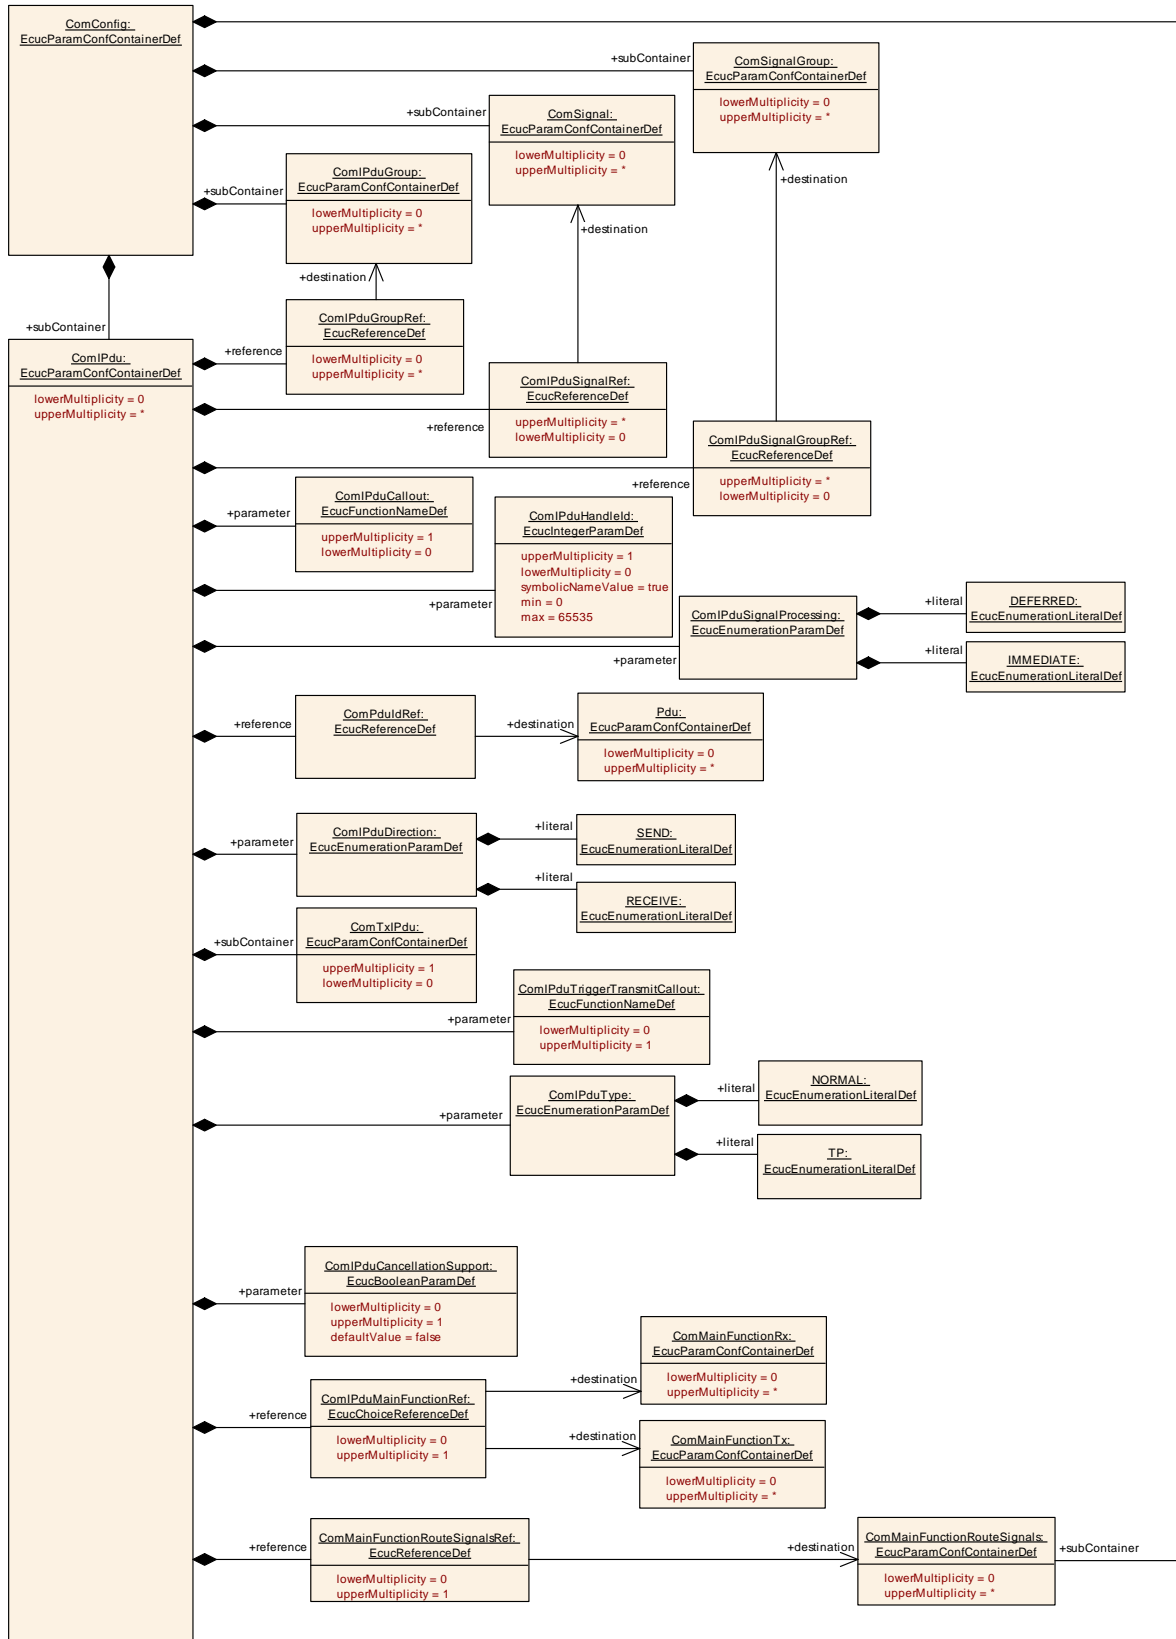 ComConfig:
EcucParamConfContainerDef
+subContainer
ComSignalGroup:
EcucParamConfContainerDef
lowerMultiplicity = 0
upperMultiplicity = *
+subContainer
ComSignal:
EcucParamConfContainerDef
lowerMultiplicity = 0
upperMultiplicity = *
+destination
+subContainer
ComIPduGroup:
EcucParamConfContainerDef
lowerMultiplicity = 0
upperMultiplicity = *
+destination
+destination
+subContainer
ComIPdu:
EcucParamConfContainerDef
lowerMultiplicity = 0
upperMultiplicity = *
+reference
ComIPduGroupRef:
EcucReferenceDef
lowerMultiplicity = 0
upperMultiplicity = *
+reference
ComIPduSignalRef:
EcucReferenceDef
upperMultiplicity = *
lowerMultiplicity = 0
+reference
ComIPduSignalGroupRef:
EcucReferenceDef
upperMultiplicity = *
lowerMultiplicity = 0
+parameter
ComIPduCallout:
EcucFunctionNameDef
upperMultiplicity = 1
lowerMultiplicity = 0
+parameter
ComIPduHandleId:
EcucIntegerParamDef
upperMultiplicity = 1
lowerMultiplicity = 0
symbolicNameValue = true
min = 0
max = 65535
+parameter
ComIPduSignalProcessing:
EcucEnumerationParamDef
+literal
DEFERRED:
EcucEnumerationLiteralDef
+literal
IMMEDIATE:
EcucEnumerationLiteralDef
+reference
ComPduIdRef:
EcucReferenceDef
+destination
Pdu:
EcucParamConfContainerDef
lowerMultiplicity = 0
upperMultiplicity = *
+parameter
ComIPduDirection:
EcucEnumerationParamDef
+literal
SEND:
EcucEnumerationLiteralDef
+literal
RECEIVE:
EcucEnumerationLiteralDef
+subContainer
ComTxIPdu:
EcucParamConfContainerDef
upperMultiplicity = 1
lowerMultiplicity = 0
+parameter
ComIPduTriggerTransmitCallout:
EcucFunctionNameDef
lowerMultiplicity = 0
upperMultiplicity = 1
+parameter
ComIPduType:
EcucEnumerationParamDef
+literal
NORMAL:
EcucEnumerationLiteralDef
+literal
TP:
EcucEnumerationLiteralDef
+parameter
ComIPduCancellationSupport:
EcucBooleanParamDef
lowerMultiplicity = 0
upperMultiplicity = 1
defaultValue = false
+reference
ComIPduMainFunctionRef:
EcucChoiceReferenceDef
lowerMultiplicity = 0
upperMultiplicity = 1
+destination
ComMainFunctionRx:
EcucParamConfContainerDef
lowerMultiplicity = 0
upperMultiplicity = *
+destination
ComMainFunctionTx:
EcucParamConfContainerDef
lowerMultiplicity = 0
upperMultiplicity = *
+reference
ComMainFunctionRouteSignalsRef:
EcucReferenceDef
lowerMultiplicity = 0
upperMultiplicity = 1
+destination
ComMainFunctionRouteSignals:
EcucParamConfContainerDef
lowerMultiplicity = 0
upperMultiplicity = *
+subContainer